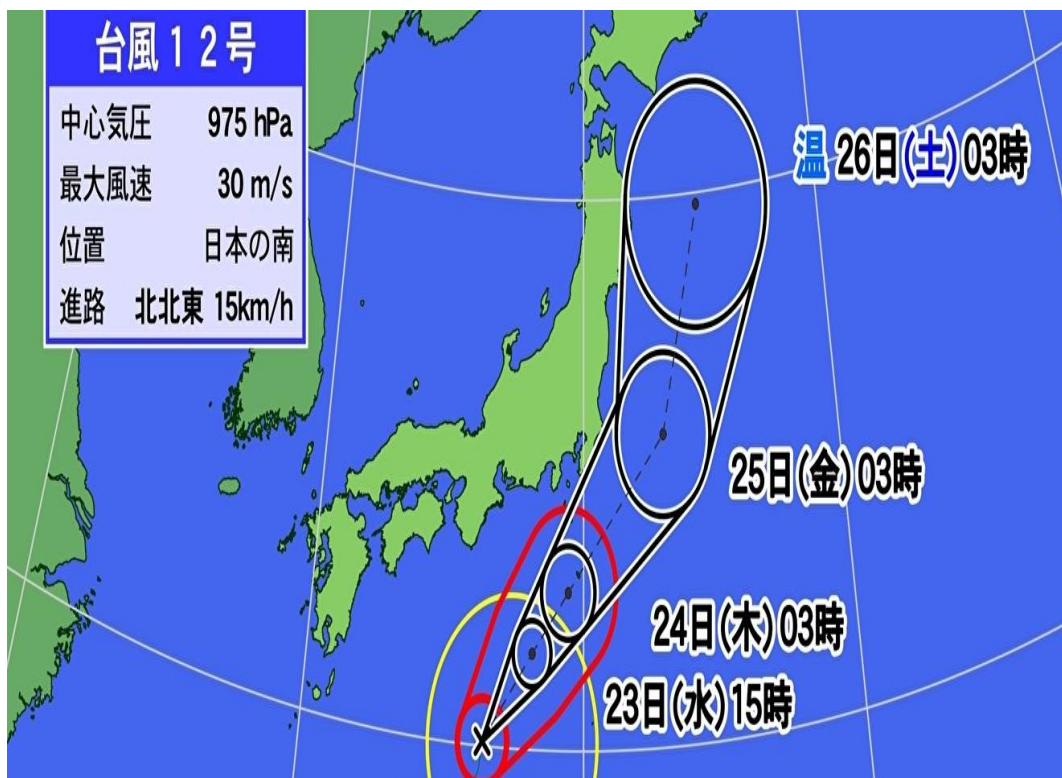 台風１２号
中心気圧 975 hPa
最大風速 30 m/s
位置 日本の南
進路 北北東 15km/h
温 26日(土)03時
25日(金)03時
24日(木)03時
23日(水)15時